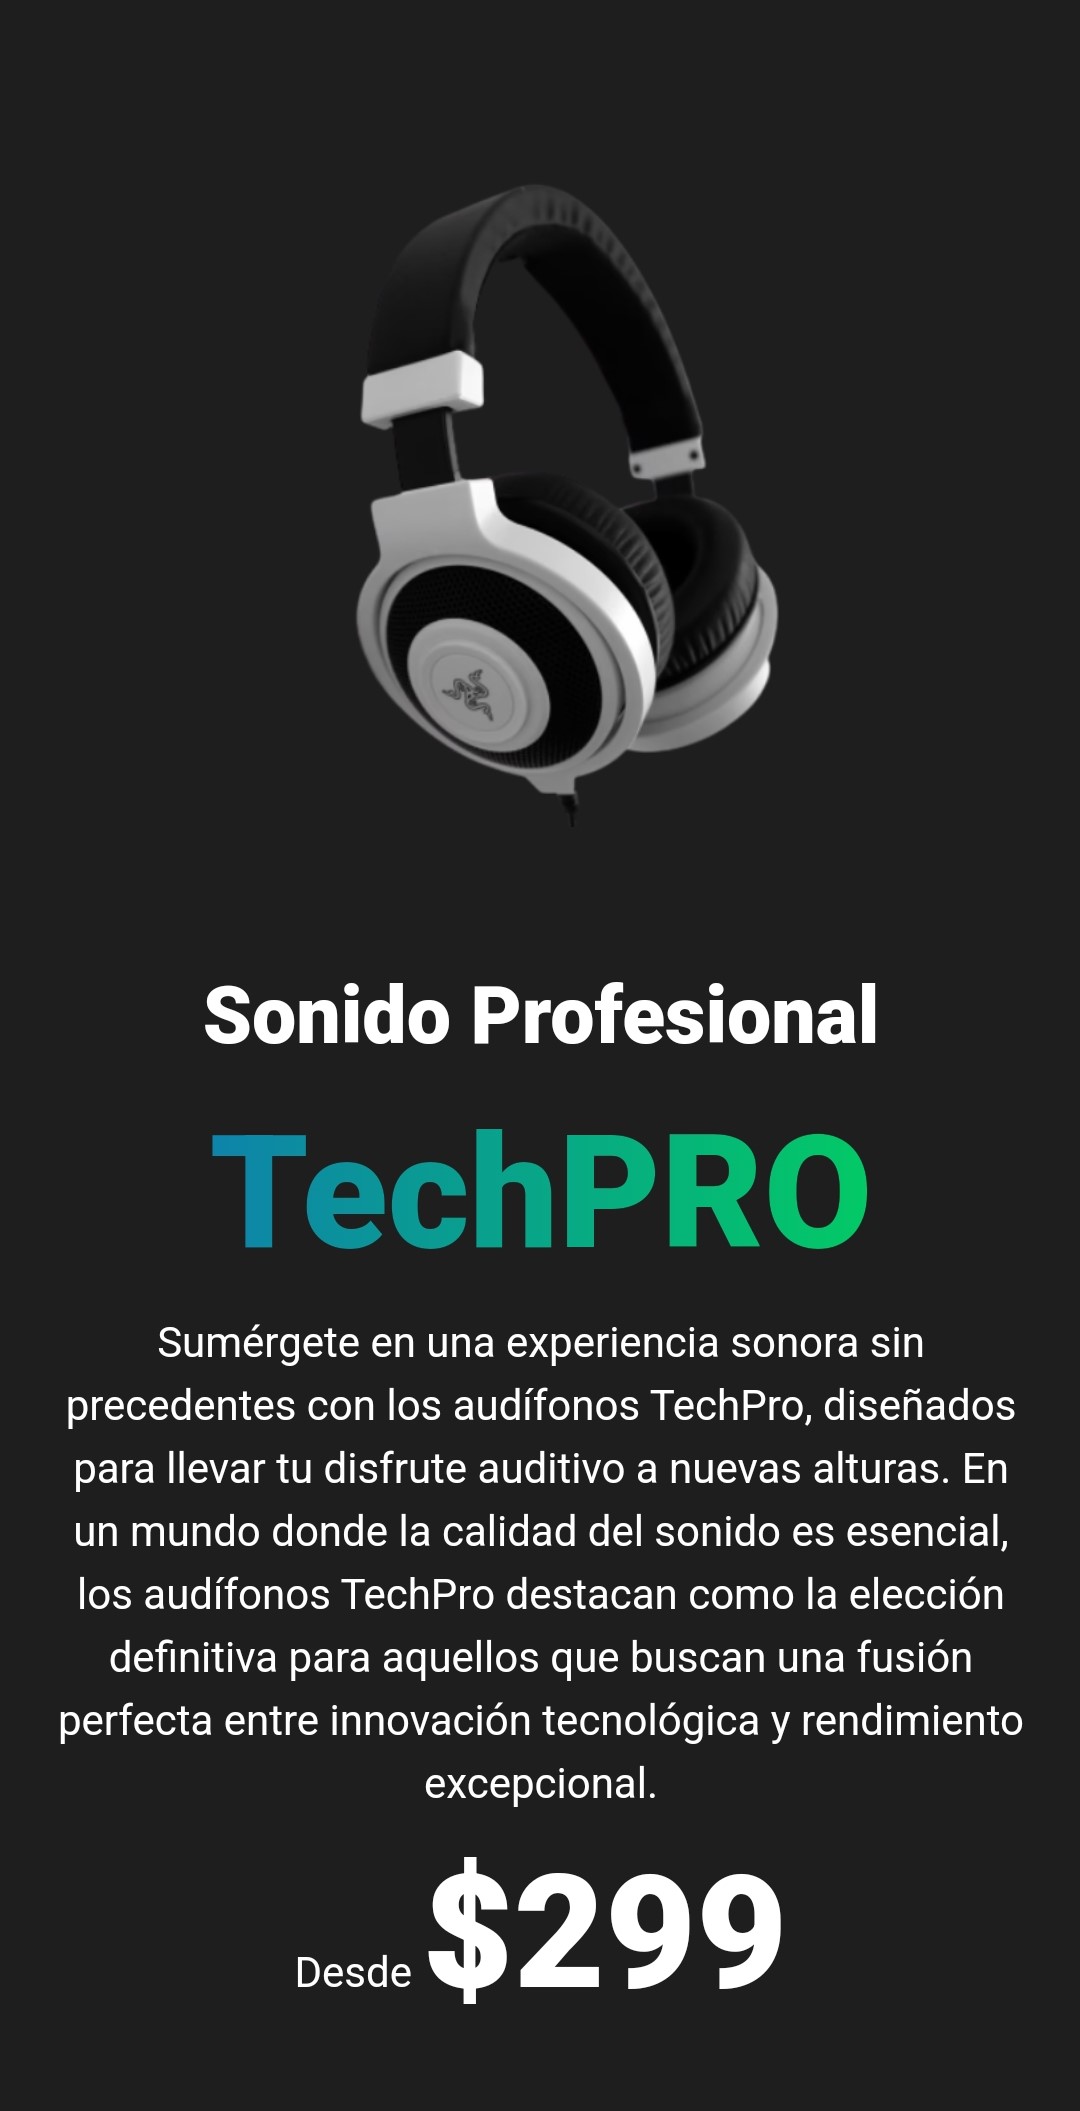 Sonido Profesional
TechPRO
Sumérgete en una experiencia sonora sin
precedentes con los audífonos TechPro, diseñados
para llevar tu disfrute auditivo a nuevas alturas. En
un mundo donde la calidad del sonido es esencial,
los audífonos TechPro destacan como la elección
definitiva para aquellos que buscan una fusión
perfecta entre innovación tecnológica y rendimiento
excepcional.
Desde $299